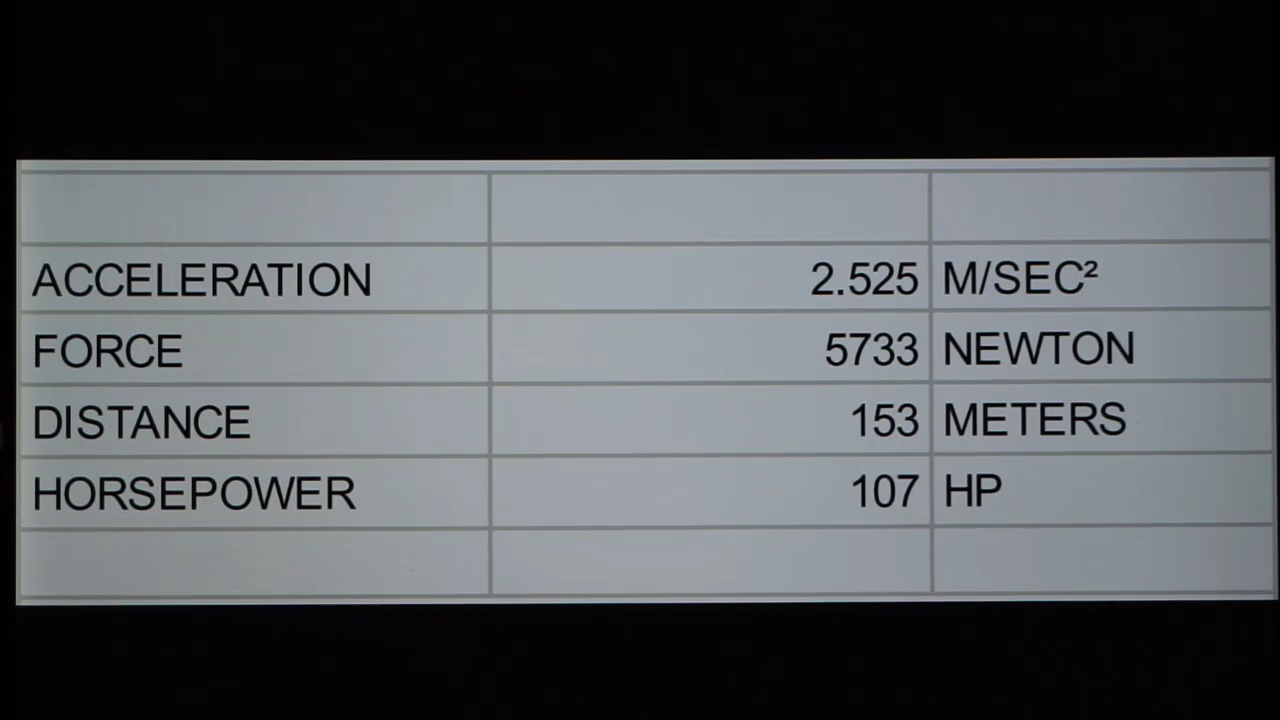 ACCELERATION 2.525 M/SEC²
FORCE 5733 NEWTON
DISTANCE 153 METERS
HORSEPOWER 107 HP